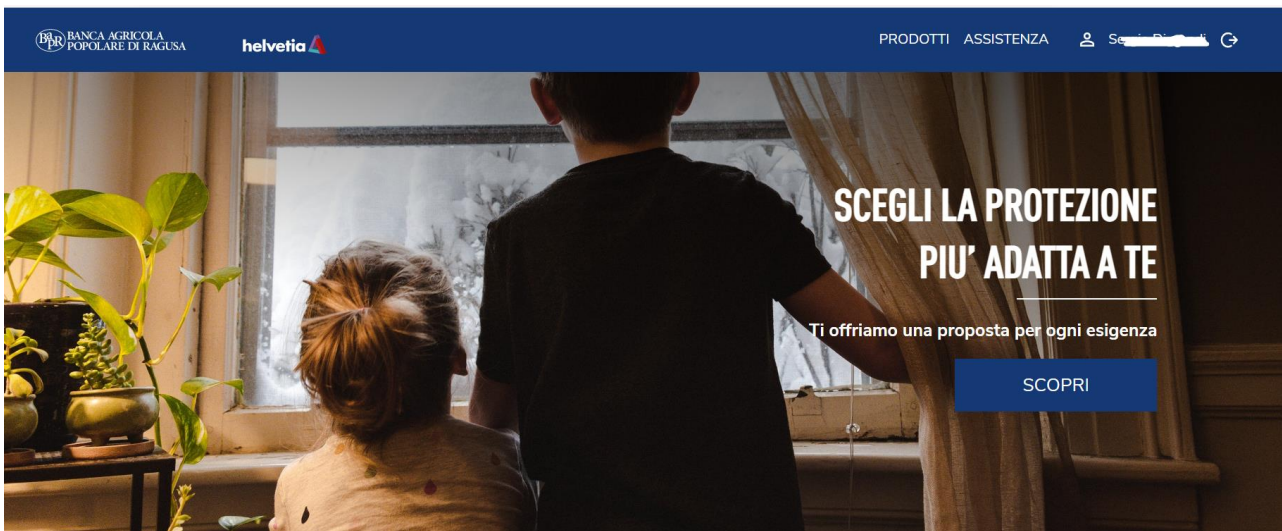 BAPR BANCA AGRICOLA
POPOLARE DI RAGUSA
helvetia
PRODOTTI ASSISTENZA
SCEGLI LA PROTEZIONE
PIU' ADATTA A TE
Ti offriamo una proposta per ogni esigenza
SCOPRI